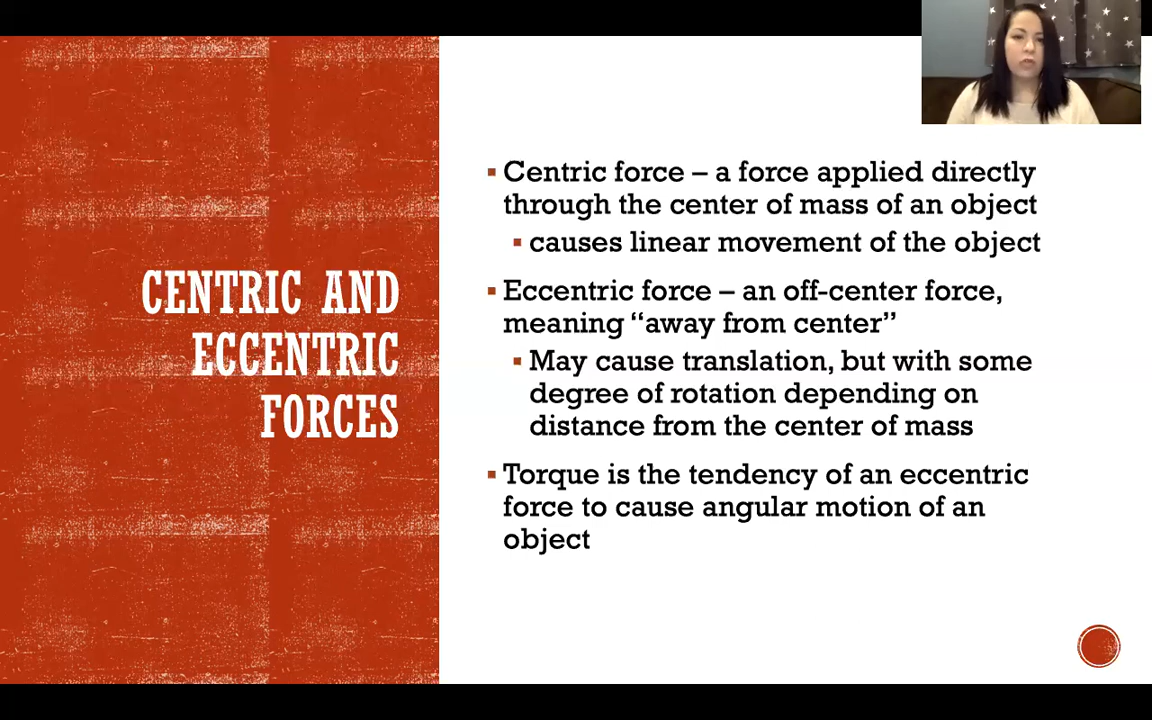 CENTRIC AND
ECCENTRIC
FORCES
Centric force – a force applied directly
through the center of mass of an object
causes linear movement of the object
Eccentric force – an off-center force,
meaning “away from center”
May cause translation, but with some
degree of rotation depending on
distance from the center of mass
Torque is the tendency of an eccentric
force to cause angular motion of an
object